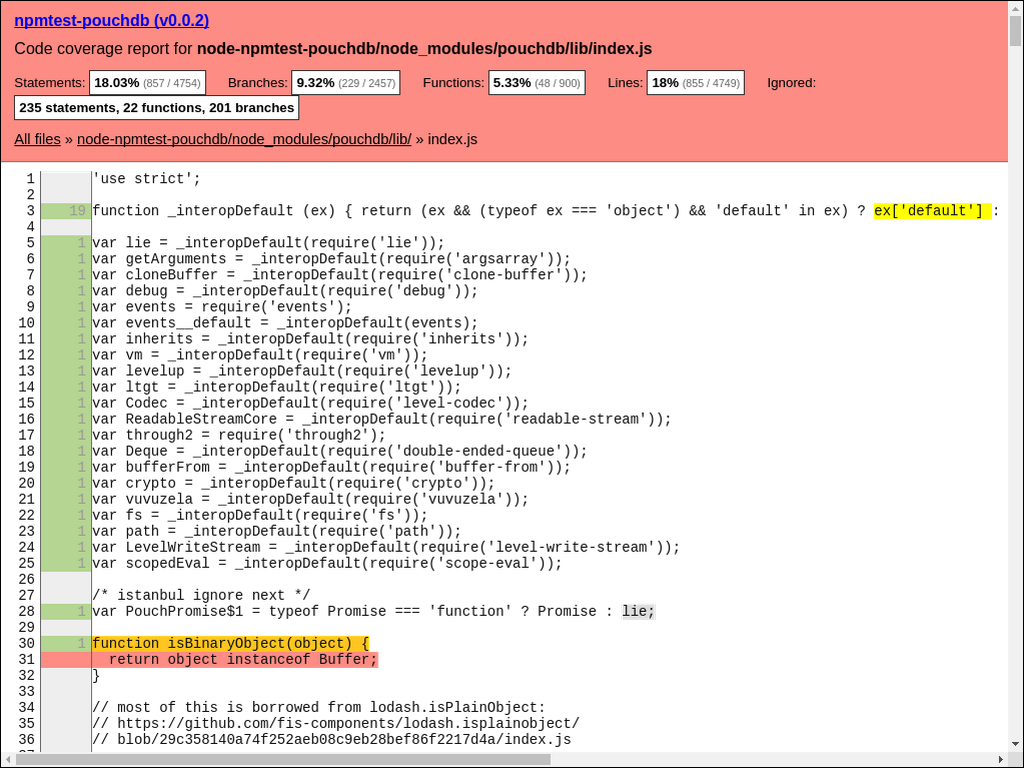 npmtest-pouchdb (v0.0.2)
Code coverage report for node-npmtest-pouchdb/node_modules/pouchdb/lib/index.js
Statements: 18.03% (857 / 4754) Branches: 9.32% (229 / 2457) Functions: 5.33% (48 / 900) Lines: 18% (855 / 4749) Ignored:
235 statements, 22 functions, 201 branches
All files » node-npmtest-pouchdb/node_modules/pouchdb/lib/ » index.js
1 'use strict';
2
3 19 function _interopDefault (ex) { return (ex && (typeof ex === 'object') && 'default' in ex) ? ex['default'] :
4
5 1 var lie = _interopDefault(require('lie'));
6 1 var getArguments = _interopDefault(require('argsarray'));
7 1 var cloneBuffer = _interopDefault(require('clone-buffer'));
8 1 var debug = _interopDefault(require('debug'));
9 1 var events = require('events');
10 1 var events__default = _interopDefault(events);
11 1 var inherits = _interopDefault(require('inherits'));
12 1 var vm = _interopDefault(require('vm'));
13 1 var levelup = _interopDefault(require('levelup'));
14 1 var ltgt = _interopDefault(require('ltgt'));
15 1 var Codec = _interopDefault(require('level-codec'));
16 1 var ReadableStreamCore = _interopDefault(require('readable-stream'));
17 1 var through2 = require('through2');
18 1 var Deque = _interopDefault(require('double-ended-queue'));
19 1 var bufferFrom = _interopDefault(require('buffer-from'));
20 1 var crypto = _interopDefault(require('crypto'));
21 1 var vuvuzela = _interopDefault(require('vuvuzela'));
22 1 var fs = _interopDefault(require('fs'));
23 1 var path = _interopDefault(require('path'));
24 1 var LevelWriteStream = _interopDefault(require('level-write-stream'));
25 1 var scopedEval = _interopDefault(require('scope-eval'));
26
27 /* istanbul ignore next */
28 1 var PouchPromise$1 = typeof Promise === 'function' ? Promise : lie;
29
30 1 function isBinaryObject(object) {
31 return object instanceof Buffer;
32 }
33
34 // most of this is borrowed from lodash.isPlainObject:
35 // https://github.com/fis-components/lodash.isplainobject/
36 // blob/29c358140a74f252aeb08c9eb28bef86f2217d4a/index.js